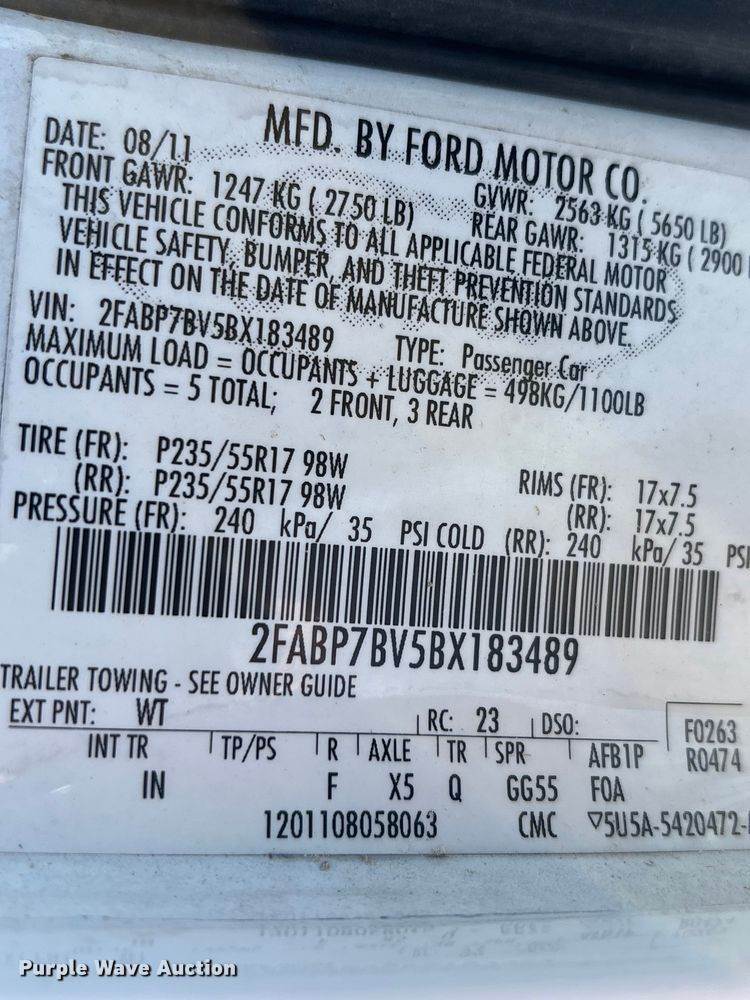 MFD. BY FORD MOTOR CO.
DATE: 08/11 GVWR: 2563 KG ( 5650 LB)
FRONT GAWR: 1247 KG ( 2750 LB) REAR GAWR: 1315 KG ( 2900
THIS VEHICLE CONFORMS TO ALL APPLICABLE FEDERAL MOTOR
VEHICLE SAFETY, BUMPER, AND THEFT PREVENTION STANDARDS
IN EFFECT ON THE DATE OF MANUFACTURE SHOWN ABOVE.
VIN: 2FABP7BV5BX183489 TYPE: Passenger Car
MAXIMUM LOAD = OCCUPANTS + LUGGAGE = 498KG/1100LB
OCCUPANTS = 5 TOTAL; 2 FRONT, 3 REAR
TIRE (FR): P235/55R17 98W RIMS (FR): 17x7.5
(RR): P235/55R17 98W (RR): 17x7.5
PRESSURE (FR): 240 kPa/ 35 PSI COLD (RR): 240 kPa/ 35 PSI
2FABP7BV5BX183489
TRAILER TOWING - SEE OWNER GUIDE
EXT PNT: WT RC: 23 DSO: F0263
INT TR TP/PS R AXLE TR SPR AFB1P R0474
IN F X5 Q GG55 FOA
1201108058063 CMC ▽5U5A-5420472-
Purple Wave Auction